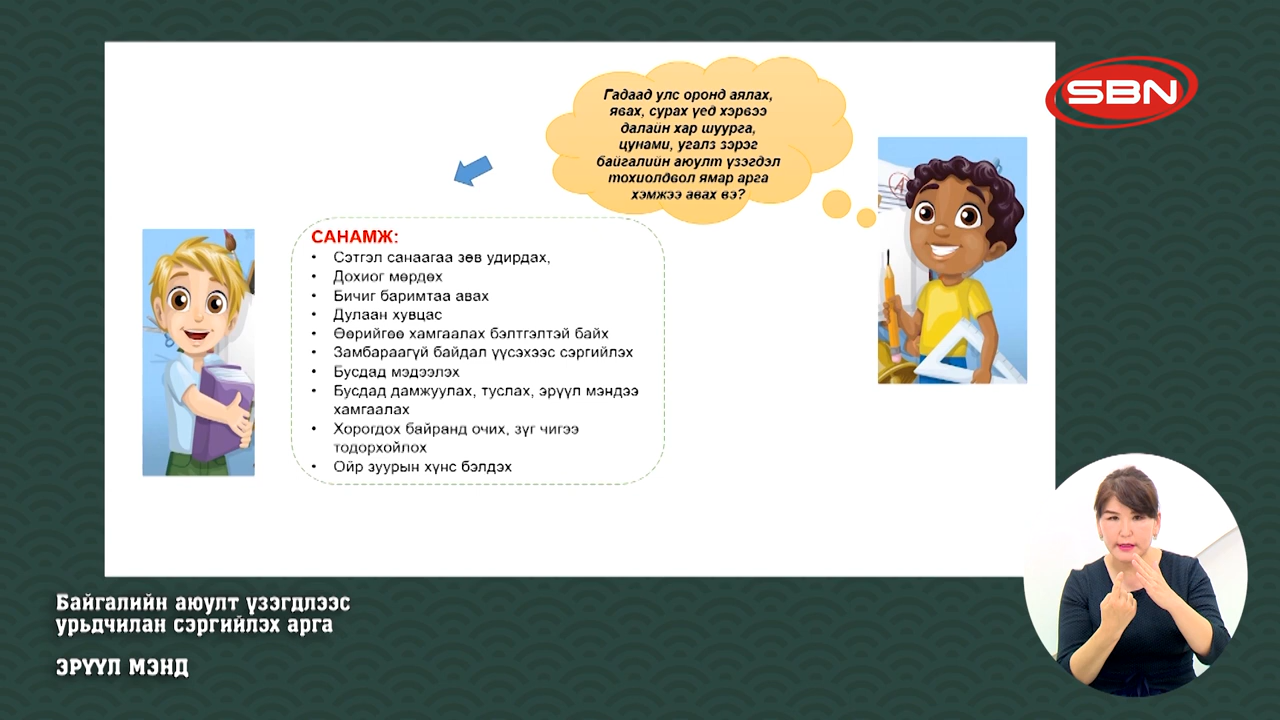 SBN
Гадаад улс оронд аялах,
явах, сурах үед хэрвээ
далайн хар шуурга,
цунами, угалз зэрэг
байгалийн аюулт үзэгдэл
тохиолдвол ямар арга
хэмжээ авах вэ?
САНАМЖ:
• Сэтгэл санаагаа зөв удирдах,
• Дохиог мөрдөх
• Бичиг баримтаа авах
• Дулаан хувцас
• Өөрийгөө хамгаалах бэлтгэлтэй байх
• Замбараагүй байдал үүсэхээс сэргийлэх
• Бусдад мэдээлэх
• Бусдад дамжуулах, туслах, эрүүл мэндээ
хамгаалах
• Хорогдох байранд очих, зүг чигээ
тодорхойлох
• Ойр зуурын хүнс бэлдэх
Байгалийн аюулт үзэгдлээс
урьдчилан сэргийлэх арга
ЭРҮҮЛ МЭНД